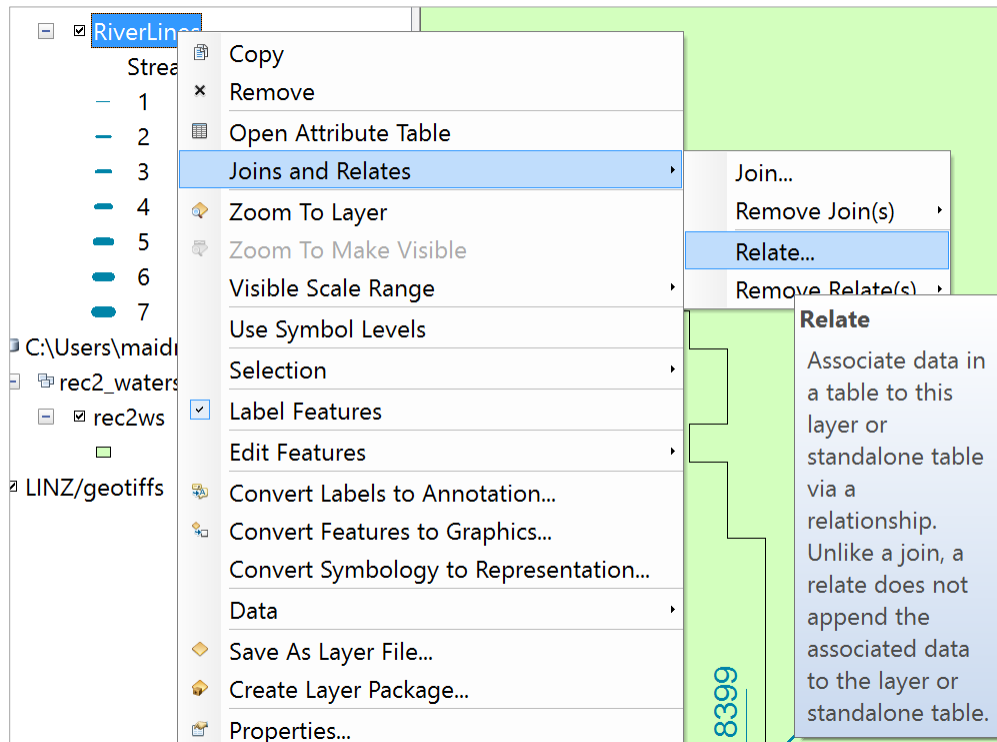 RiverLines
Strea
1
2
3
4
5
6
7
C:\Users\maidr
rec2_waters
rec2ws
LINZ/geotiffs
Copy
Remove
Open Attribute Table
Joins and Relates
Zoom To Layer
Zoom To Make Visible
Visible Scale Range
Use Symbol Levels
Selection
Label Features
Edit Features
Convert Labels to Annotation...
Convert Features to Graphics...
Convert Symbology to Representation...
Data
Save As Layer File...
Create Layer Package...
Properties...
Join...
Remove Join(s)
Relate...
Remove Relate(s)
Relate
Associate data in
a table to this
layer or
standalone table
via a
relationship.
Unlike a join, a
relate does not
append the
associated data
to the layer or
standalone table.
8399